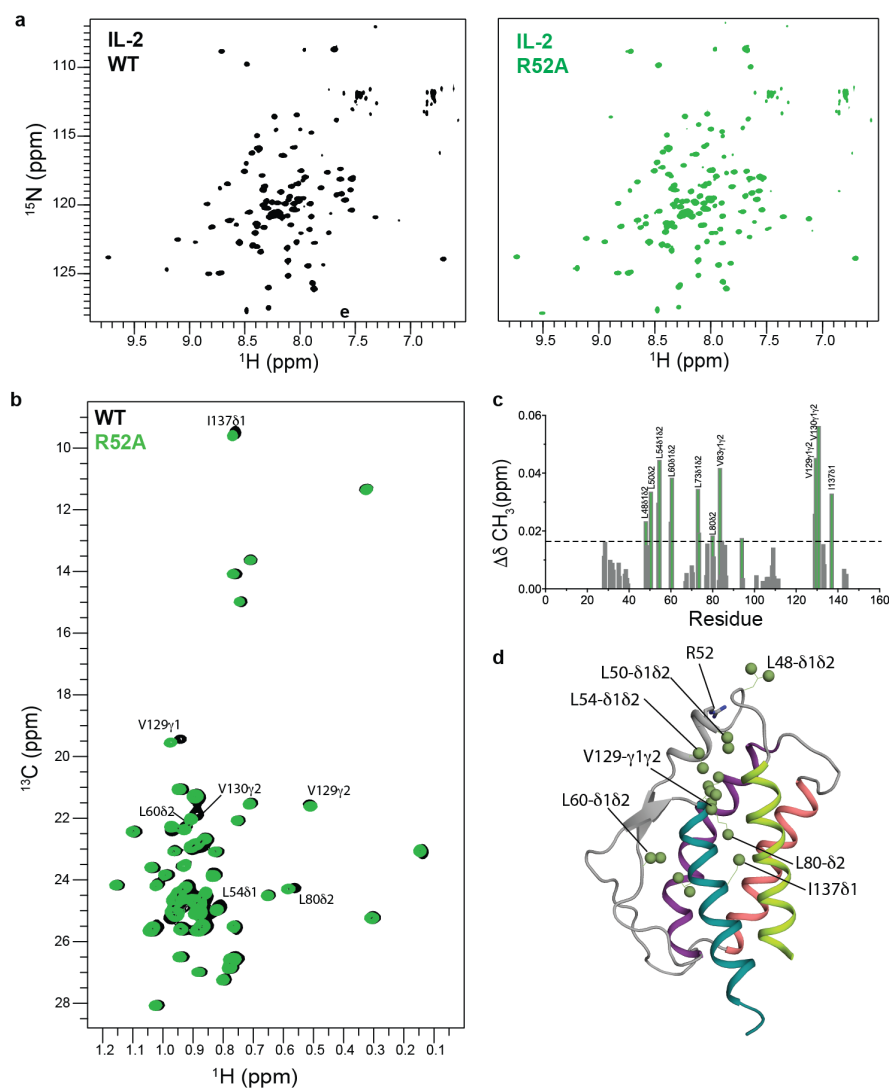 a
IL-2
WT
IL-2
R52A
110
115
120
125
¹⁵N (ppm)
9.5 9.0 8.5 8.0 7.5 7.0
¹H (ppm)
e
9.5 9.0 8.5 8.0 7.5 7.0
¹H (ppm)
b
WT
R52A
I137δ1
V129γ1
V130γ2
V129γ2
L60δ2
L54δ1
L80δ2
10
12
14
16
18
20
22
24
26
28
¹³C (ppm)
1.2 1.1 1.0 0.9 0.8 0.7 0.6 0.5 0.4 0.3 0.2 0.1
¹H (ppm)
c
0.06
0.04
0.02
0.00
Δδ CH₃(ppm)
L48δ1δ2
L50δ2
L54δ1δ2
L60δ1δ2
L73δ1δ2
L80δ2
V83γ1γ2
V129γ1γ2
V130γ1γ2
I137δ1
0 20 40 60 80 100 120 140 160
Residue
d
R52
L48-δ1δ2
L50-δ1δ2
L54-δ1δ2
V129-γ1γ2
L60-δ1δ2
L80-δ2
I137δ1